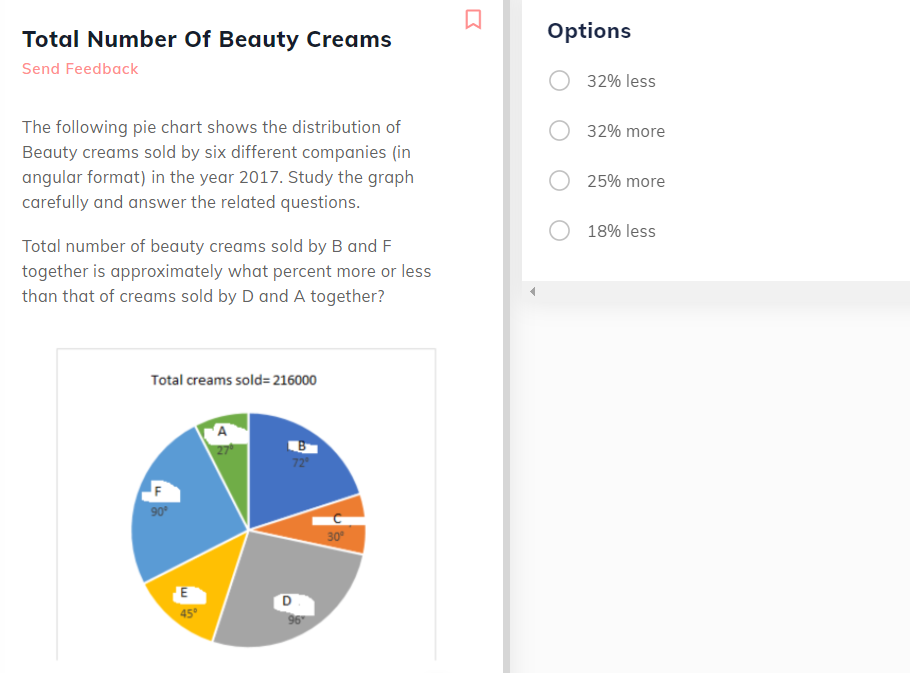 Total Number Of Beauty Creams
Send Feedback
The following pie chart shows the distribution of
Beauty creams sold by six different companies (in
angular format) in the year 2017. Study the graph
carefully and answer the related questions.
Total number of beauty creams sold by B and F
together is approximately what percent more or less
than that of creams sold by D and A together?
Total creams sold= 216000
A
27°
B
72°
F
90°
C
30°
E
45°
D
96°
Options
32% less
32% more
25% more
18% less